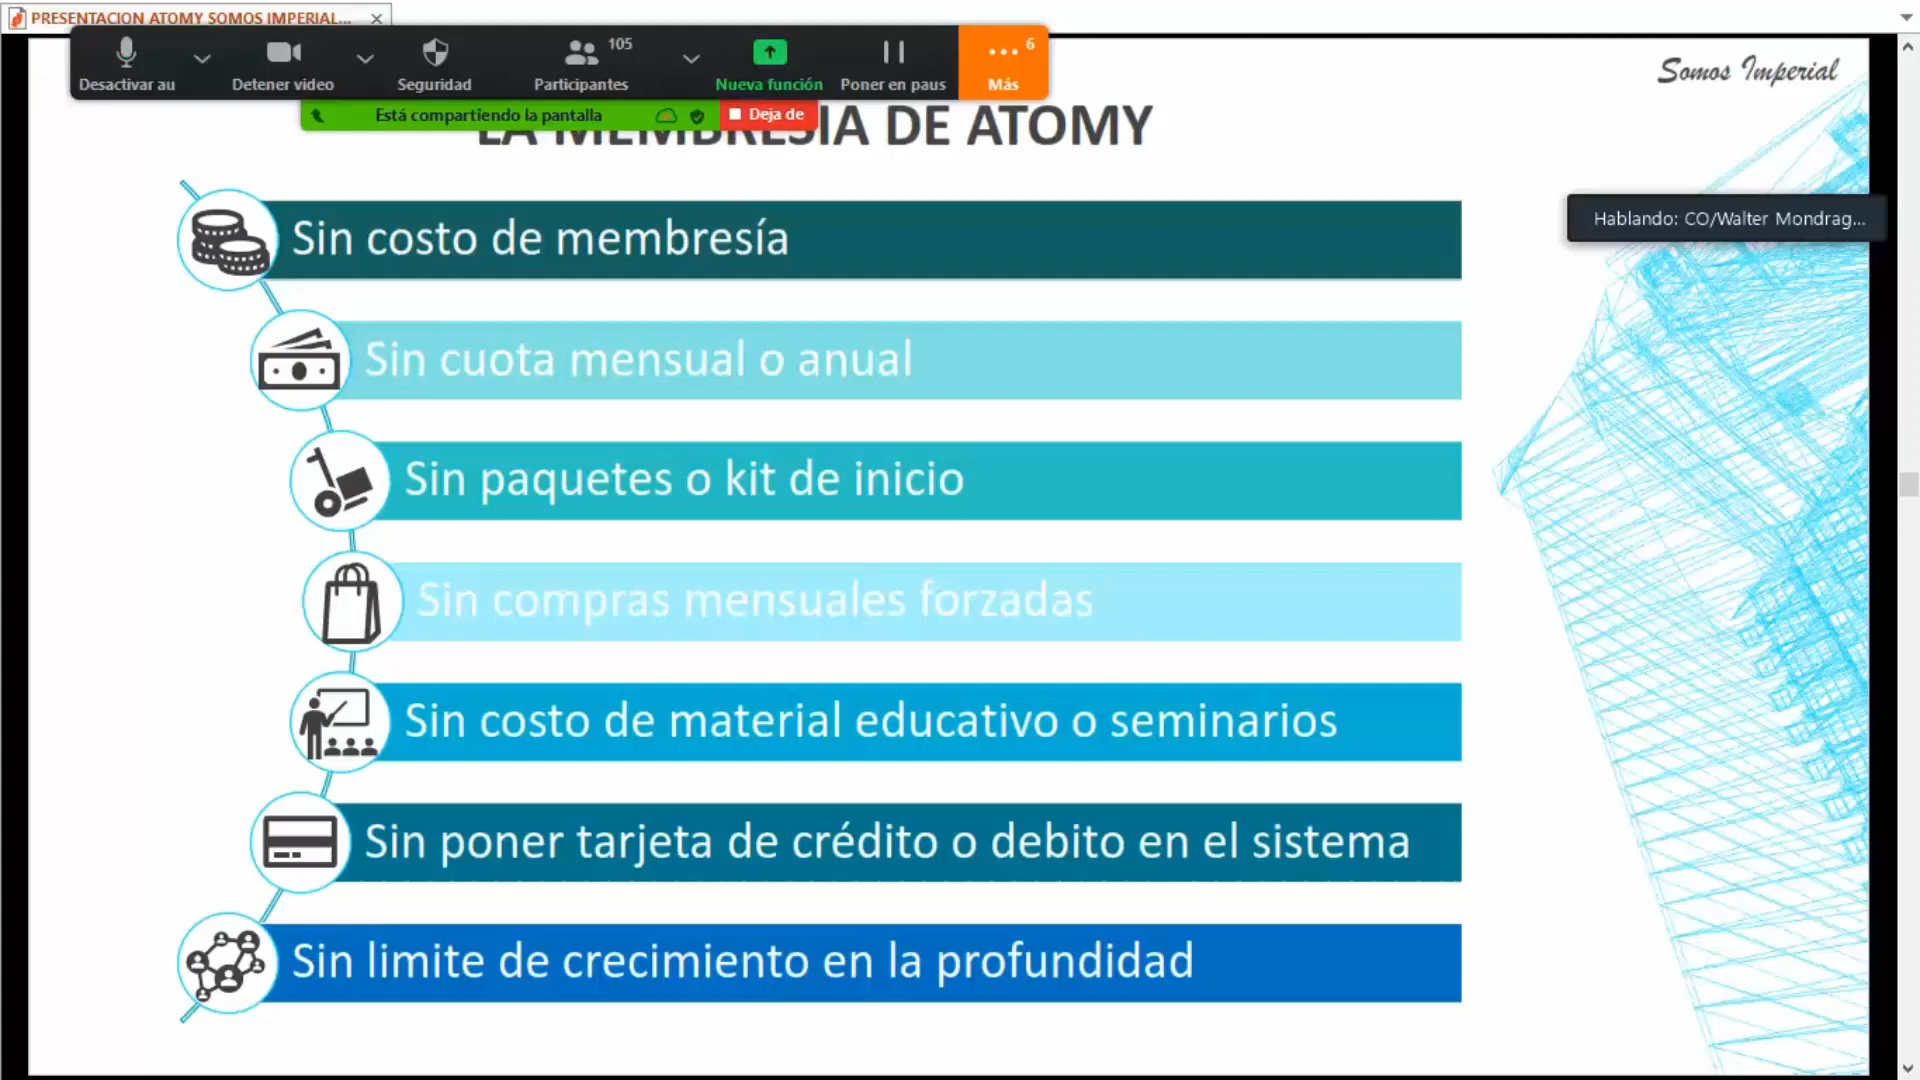 PRESENTACION ATOMY SOMOS IMPERIAL...
Desactivar au
Detener video
Seguridad
105
Participantes
Nueva función
Poner en paus
6
Más
Está compartiendo la pantalla
Deja de
Somos Imperial
LA MEMBRESIA DE ATOMY
Hablando: CO/Walter Mondrag...
Sin costo de membresía
Sin cuota mensual o anual
Sin paquetes o kit de inicio
Sin compras mensuales forzadas
Sin costo de material educativo o seminarios
Sin poner tarjeta de crédito o debito en el sistema
Sin limite de crecimiento en la profundidad